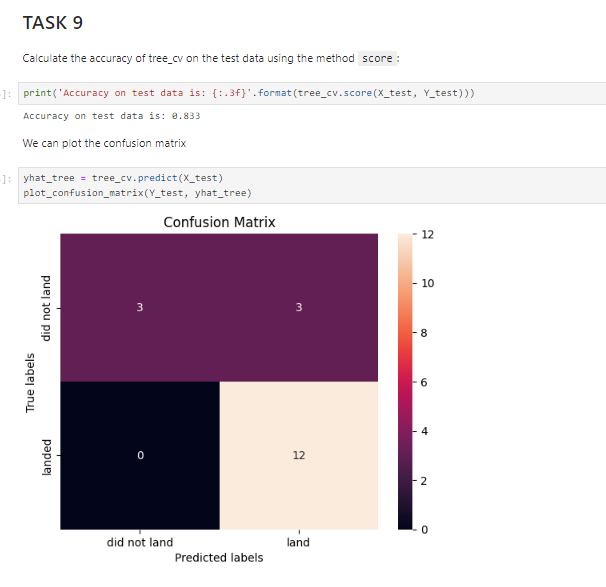 TASK 9
Calculate the accuracy of tree_cv on the test data using the method score :
]: print('Accuracy on test data is: {:.3f}'.format(tree_cv.score(X_test, Y_test)))
Accuracy on test data is: 0.833
We can plot the confusion matrix
]: yhat_tree = tree_cv.predict(X_test)
plot_confusion_matrix(Y_test, yhat_tree)
Confusion Matrix
True labels
did not land
landed
3 3
0 12
did not land land
Predicted labels
12
10
8
6
4
2
0